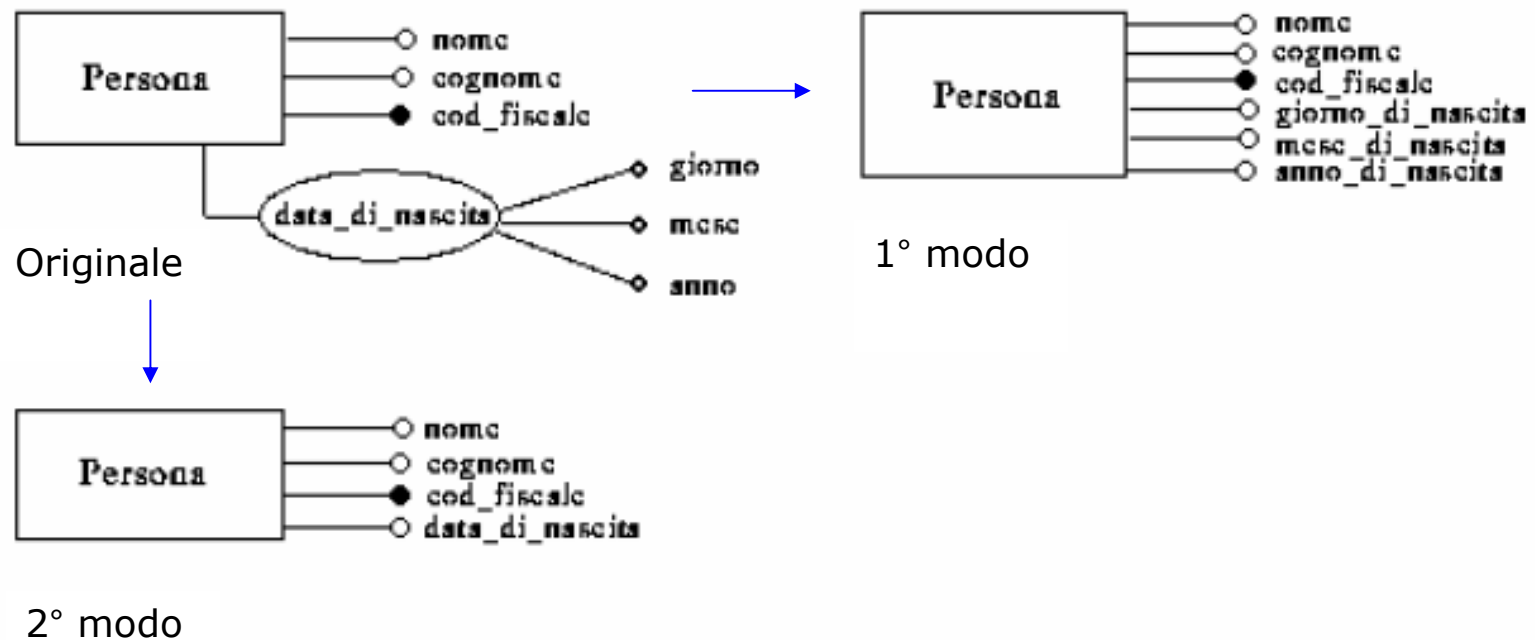 Persona
nome
cognome
cod_fiscale
data_di_nascita
giorno
mese
anno
Originale
Persona
nome
cognome
cod_fiscale
giorno_di_nascita
mese_di_nascita
anno_di_nascita
1° modo
Persona
nome
cognome
cod_fiscale
data_di_nascita
2° modo